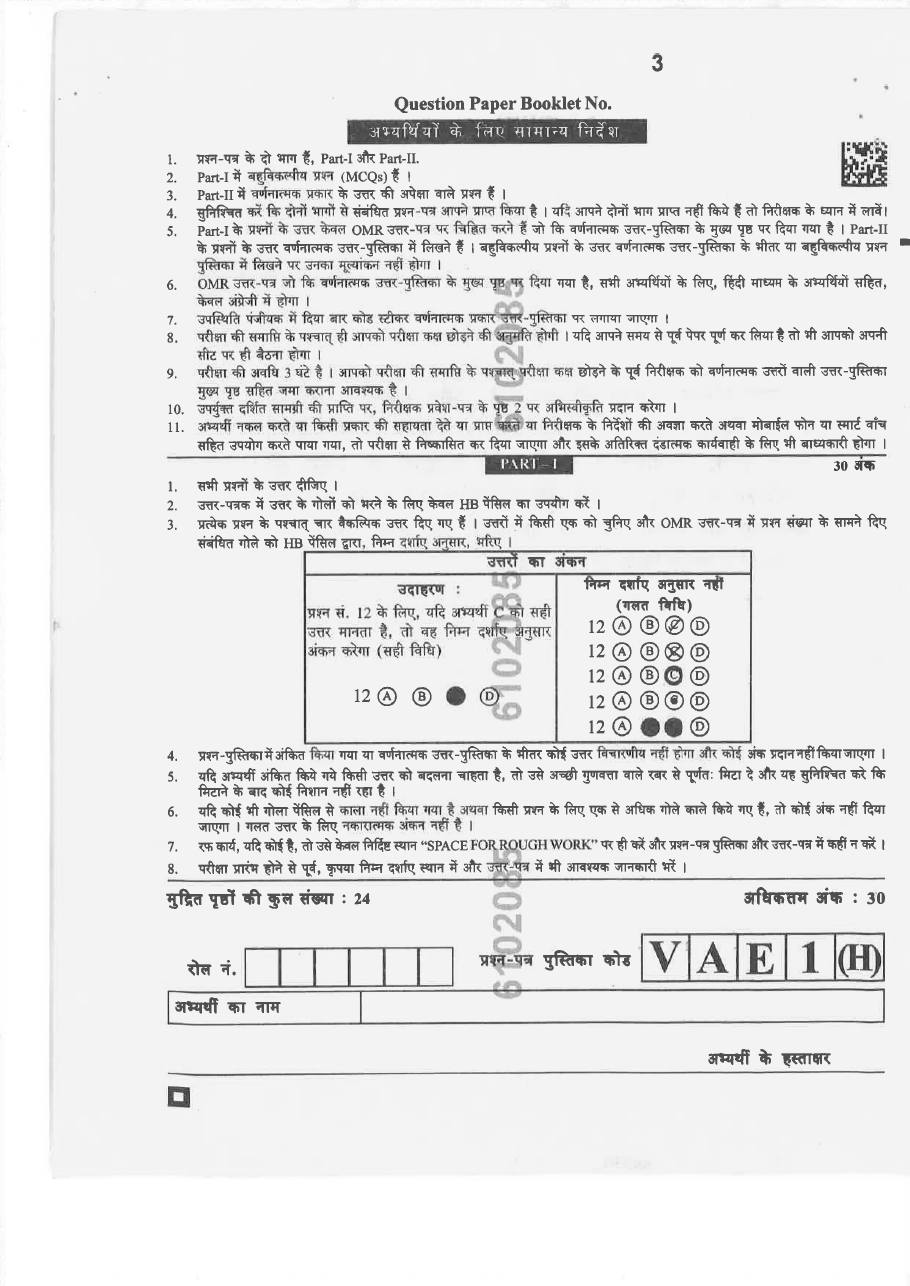 3
Question Paper Booklet No.
अभ्यर्थियों के लिए सामान्य निर्देश
1. प्रश्न-पत्र के दो भाग हैं, Part-I और Part-II.
2. Part-I में बहुविकल्पीय प्रश्न (MCQs) हैं ।
3. Part-II में वर्णनात्मक प्रकार के उत्तर की अपेक्षा वाले प्रश्न हैं ।
4. सुनिश्चित करें कि दोनों भागों से संबंधित प्रश्न-पत्र आपने प्राप्त किया है । यदि आपने दोनों भाग प्राप्त नहीं किये हैं तो निरीक्षक के ध्यान में लावें।
5. Part-I के प्रश्नों के उत्तर केवल OMR उत्तर-पत्र पर चिह्नित करने हैं जो कि वर्णनात्मक उत्तर-पुस्तिका के मुख्य पृष्ठ पर दिया गया है । Part-II
के प्रश्नों के उत्तर वर्णनात्मक उत्तर-पुस्तिका में लिखने हैं । बहुविकल्पीय प्रश्नों के उत्तर वर्णनात्मक उत्तर-पुस्तिका के भीतर या बहुविकल्पीय प्रश्न
पुस्तिका में लिखने पर उनका मूल्यांकन नहीं होगा ।
6. OMR उत्तर-पत्र जो कि वर्णनात्मक उत्तर-पुस्तिका के मुख्य पृष्ठ पर दिया गया है, सभी अभ्यर्थियों के लिए, हिंदी माध्यम के अभ्यर्थियों सहित,
केवल अंग्रेजी में होगा ।
7. उपस्थिति पंजीयक में दिया बार कोड स्टीकर वर्णनात्मक प्रकार उत्तर-पुस्तिका पर लगाया जाएगा ।
8. परीक्षा की समाप्ति के पश्चात् ही आपको परीक्षा कक्ष छोड़ने की अनुमति होगी । यदि आपने समय से पूर्व पेपर पूर्ण कर लिया है तो भी आपको अपनी
सीट पर ही बैठना होगा ।
9. परीक्षा की अवधि 3 घंटे है । आपको परीक्षा की समाप्ति के पश्चात् परीक्षा कक्ष छोड़ने के पूर्व निरीक्षक को वर्णनात्मक उत्तरों वाली उत्तर-पुस्तिका
मुख्य पृष्ठ सहित जमा कराना आवश्यक है ।
10. उपर्युक्त दर्शित सामग्री की प्राप्ति पर, निरीक्षक प्रवेश-पत्र के पृष्ठ 2 पर अभिस्वीकृति प्रदान करेगा ।
11. अभ्यर्थी नकल करते या किसी प्रकार की सहायता देते या प्राप्त करते या निरीक्षक के निर्देशों की अवज्ञा करते अथवा मोबाईल फोन या स्मार्ट वाँच
सहित उपयोग करते पाया गया, तो परीक्षा से निष्कासित कर दिया जाएगा और इसके अतिरिक्त दंडात्मक कार्यवाही के लिए भी बाध्यकारी होगा ।
6102085
PART – I
30 अंक
1. सभी प्रश्नों के उत्तर दीजिए ।
2. उत्तर-पत्रक में उत्तर के गोलों को भरने के लिए केवल HB पेंसिल का उपयोग करें ।
3. प्रत्येक प्रश्न के पश्चात् चार वैकल्पिक उत्तर दिए गए हैं । उत्तरों में किसी एक को चुनिए और OMR उत्तर-पत्र में प्रश्न संख्या के सामने दिए
संबंधित गोले को HB पेंसिल द्वारा, निम्न दर्शाए अनुसार, भरिए ।
उत्तरों का अंकन
उदाहरण :
प्रश्न सं. 12 के लिए, यदि अभ्यर्थी C को सही
उत्तर मानता है, तो वह निम्न दर्शाए अनुसार
अंकन करेगा (सही विधि)
12 A B D
निम्न दर्शाए अनुसार नहीं
(गलत विधि)
12 A B C D
12 A B C D
12 A B C D
12 A B C D
12 A D
6102085
4. प्रश्न-पुस्तिका में अंकित किया गया या वर्णनात्मक उत्तर-पुस्तिका के भीतर कोई उत्तर विचारणीय नहीं होगा और कोई अंक प्रदान नहीं किया जाएगा ।
5. यदि अभ्यर्थी अंकित किये गये किसी उत्तर को बदलना चाहता है, तो उसे अच्छी गुणवत्ता वाले रबर से पूर्णतः मिटा दे और यह सुनिश्चित करे कि
मिटाने के बाद कोई निशान नहीं रहा है ।
6. यदि कोई भी गोला पेंसिल से काला नहीं किया गया है अथवा किसी प्रश्न के लिए एक से अधिक गोले काले किये गए हैं, तो कोई अंक नहीं दिया
जाएगा । गलत उत्तर के लिए नकारात्मक अंकन नहीं है ।
7. रफ कार्य, यदि कोई है, तो उसे केवल निर्दिष्ट स्थान “SPACE FOR ROUGH WORK” पर ही करें और प्रश्न-पत्र पुस्तिका और उत्तर-पत्र में कहीं न करें ।
8. परीक्षा प्रारंभ होने से पूर्व, कृपया निम्न दर्शाए स्थान में और उत्तर-पत्र में भी आवश्यक जानकारी भरें ।
मुद्रित पृष्ठों की कुल संख्या : 24
अधिकतम अंक : 30
6102085
रोल नं.
प्रश्न-पत्र पुस्तिका कोड
V A E 1 (H)
अभ्यर्थी का नाम
अभ्यर्थी के हस्ताक्षर